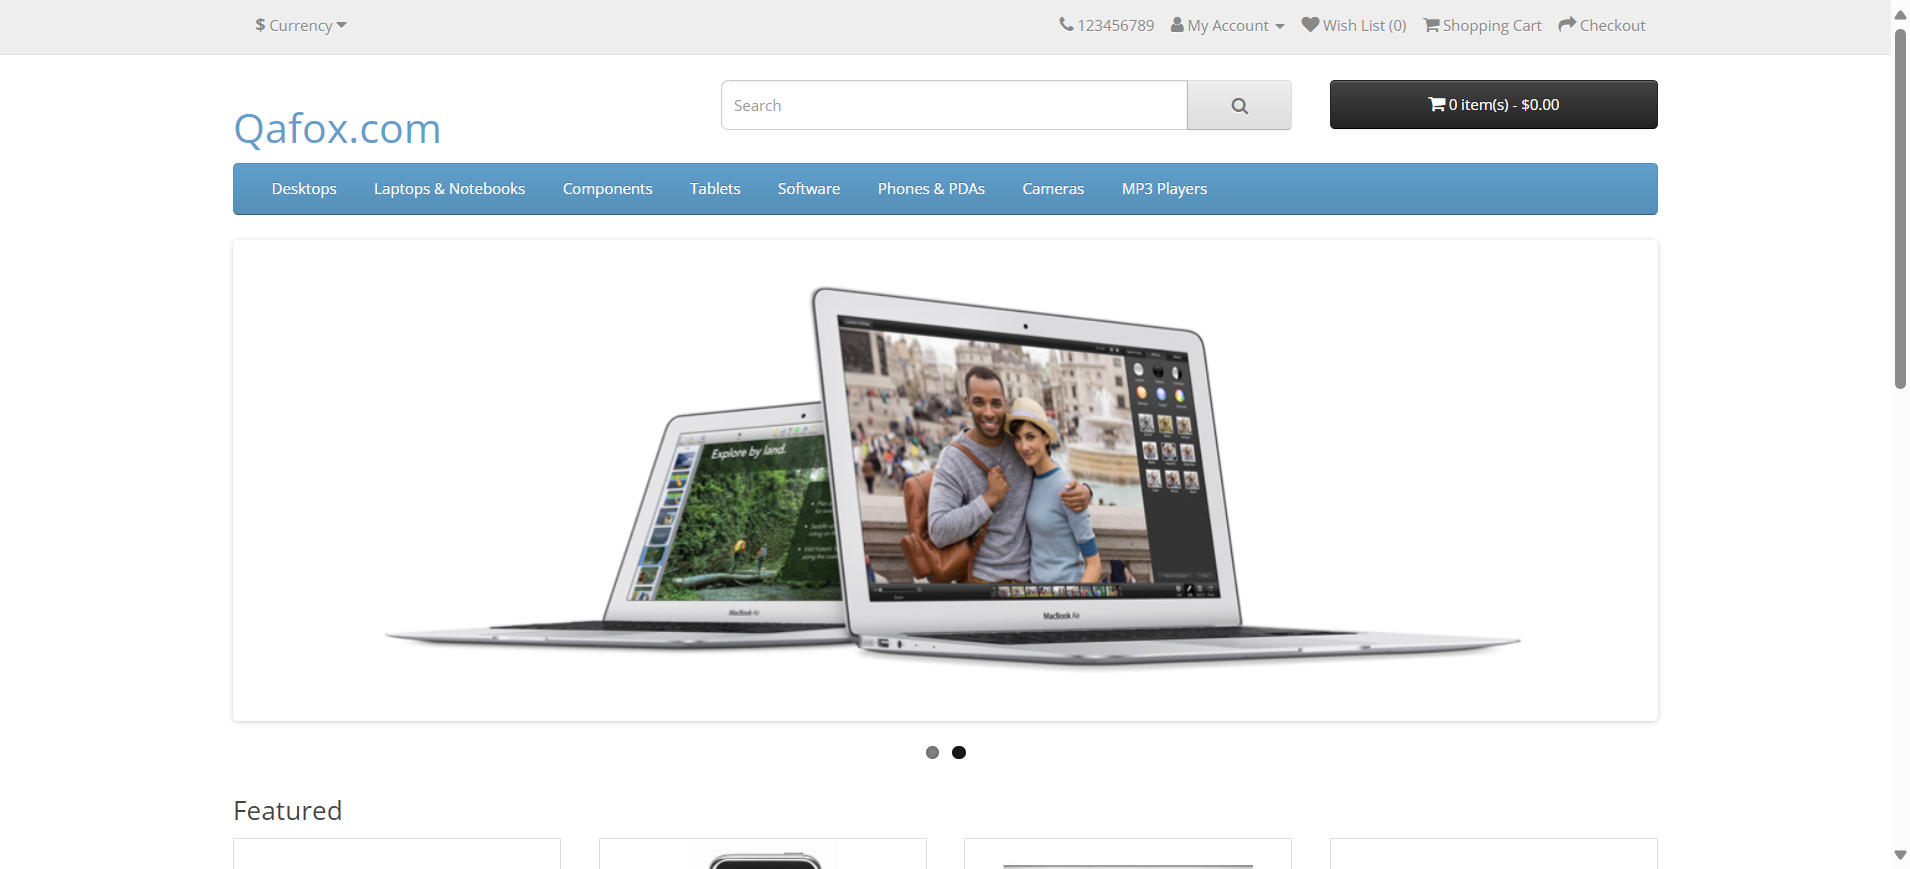 $ Currency
123456789 My Account Wish List (0) Shopping Cart Checkout
Qafox.com
Search
0 item(s) - $0.00
Desktops Laptops & Notebooks Components Tablets Software Phones & PDAs Cameras MP3 Players
Explore by land.
MacBook Air
MacBook Air
Featured